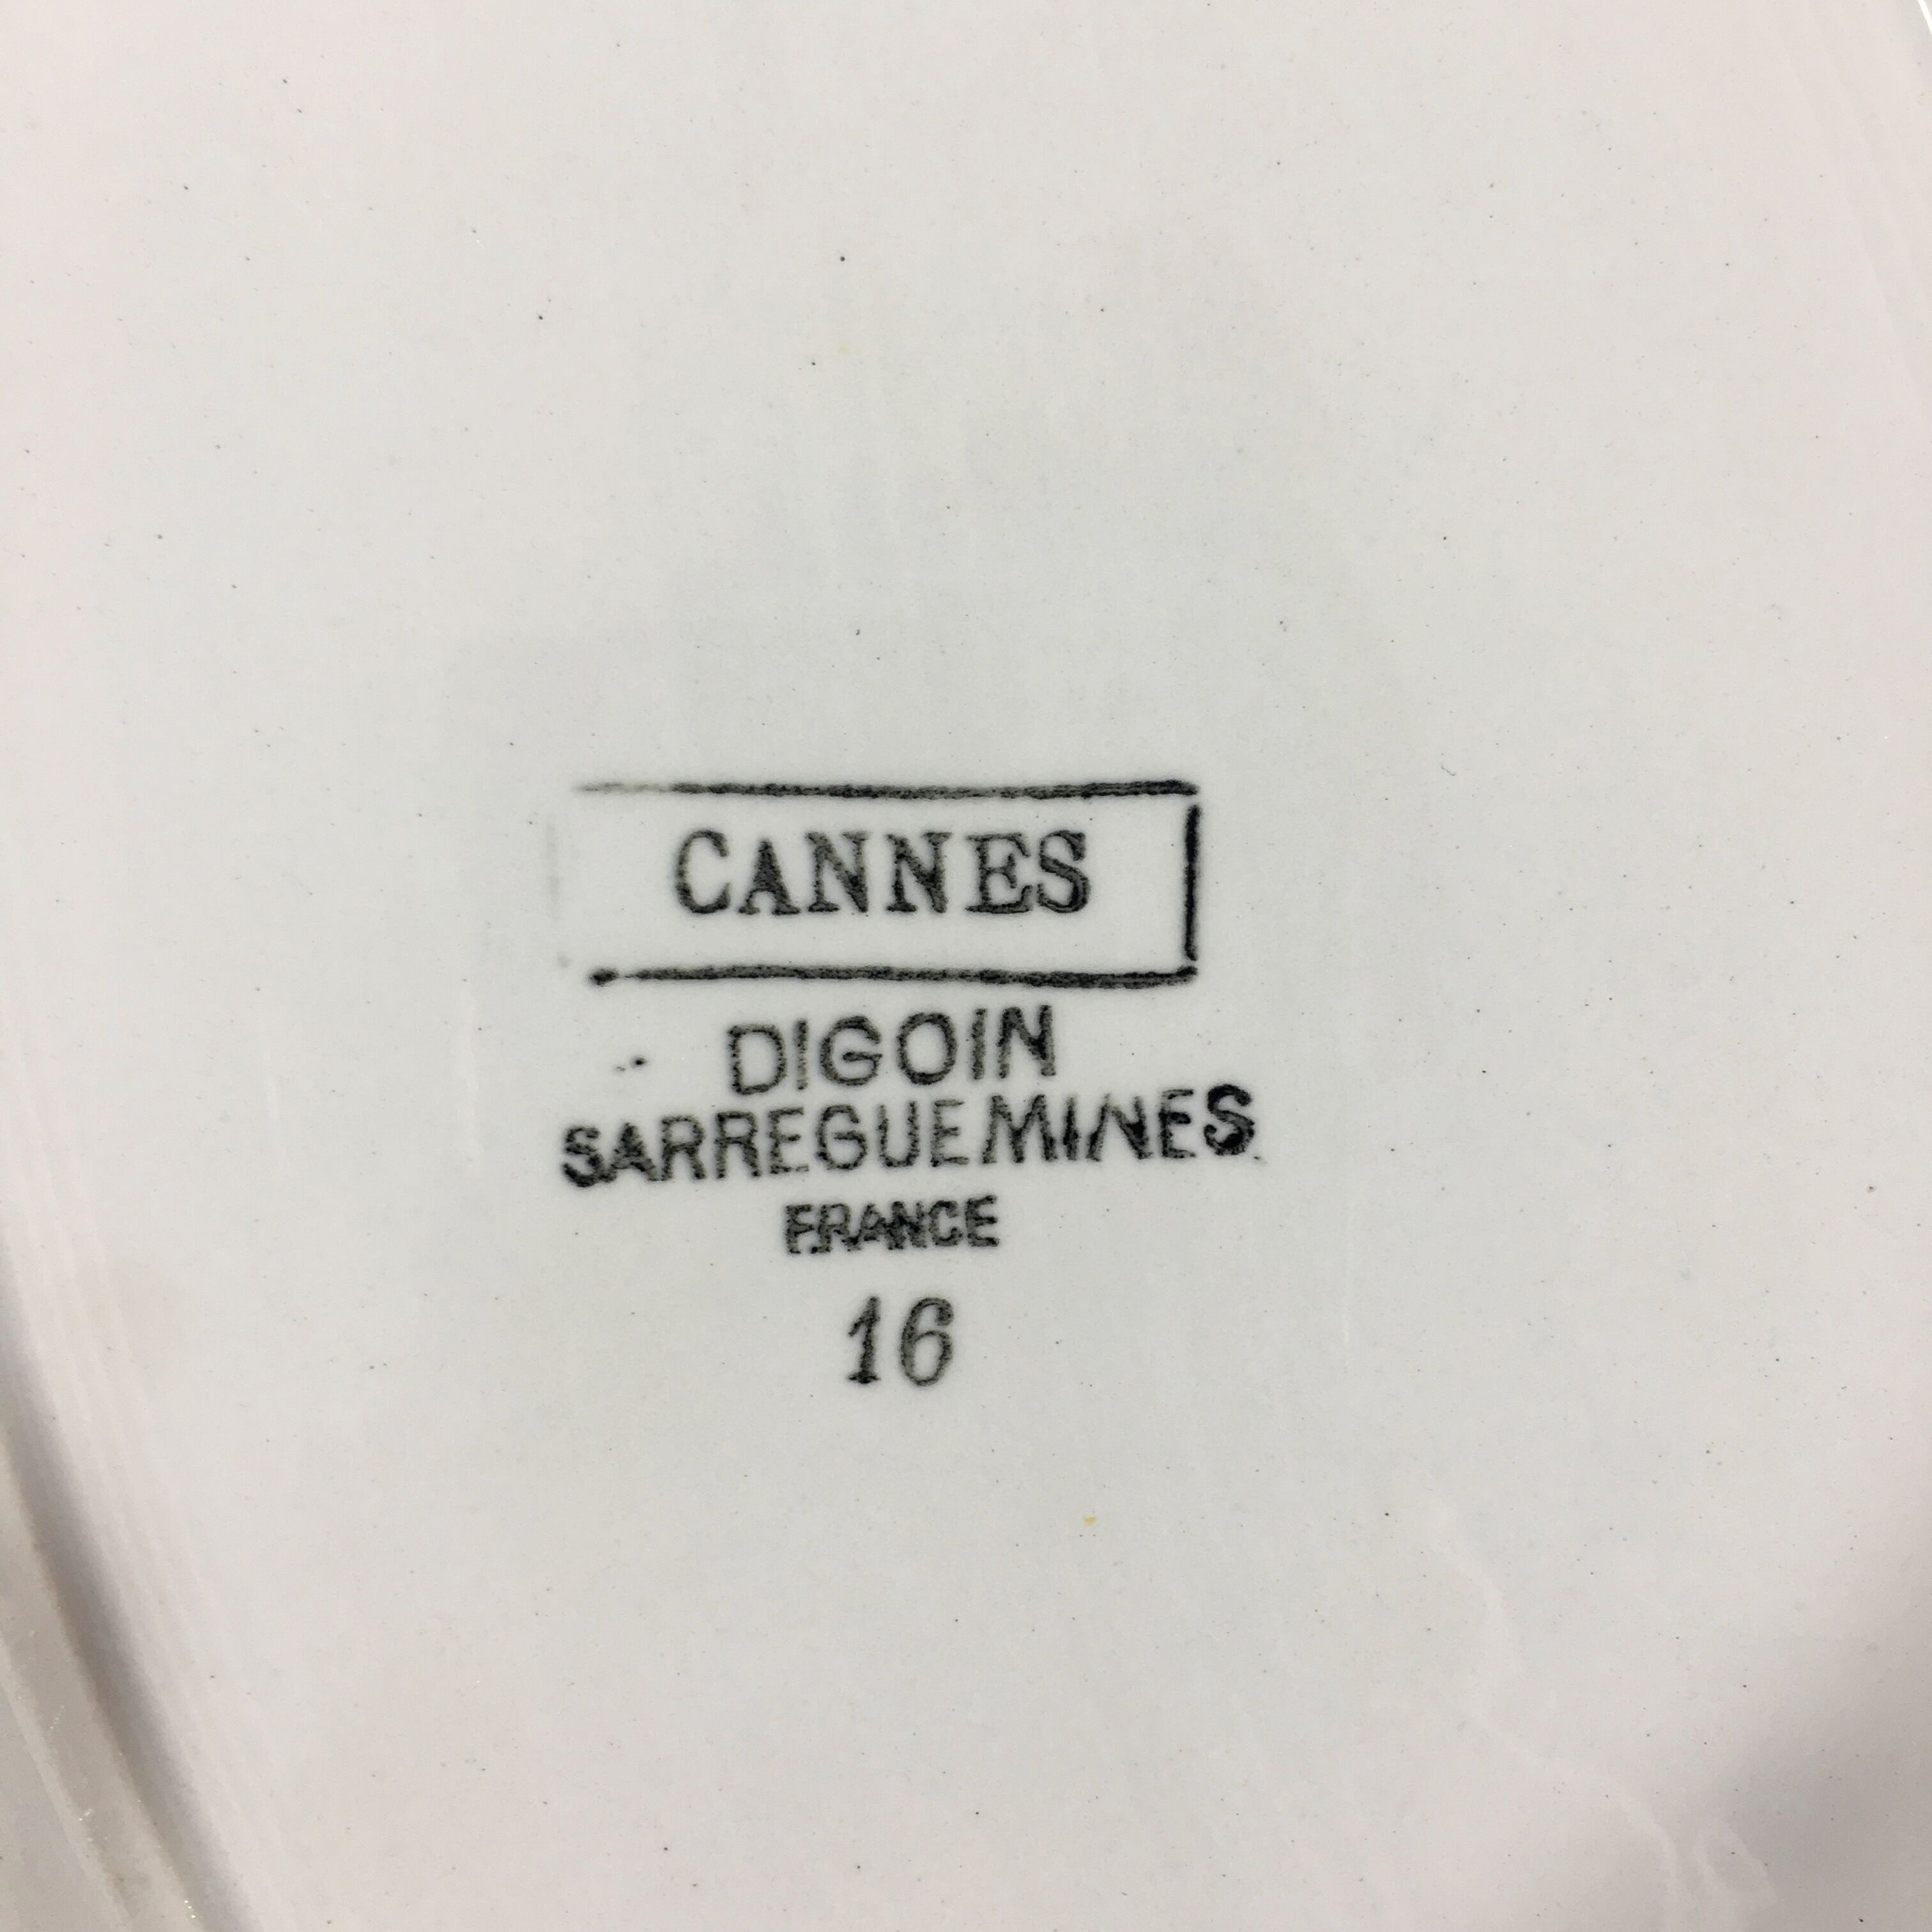 CANNES
DIGOIN
SARREGUEMINES
FRANCE
16